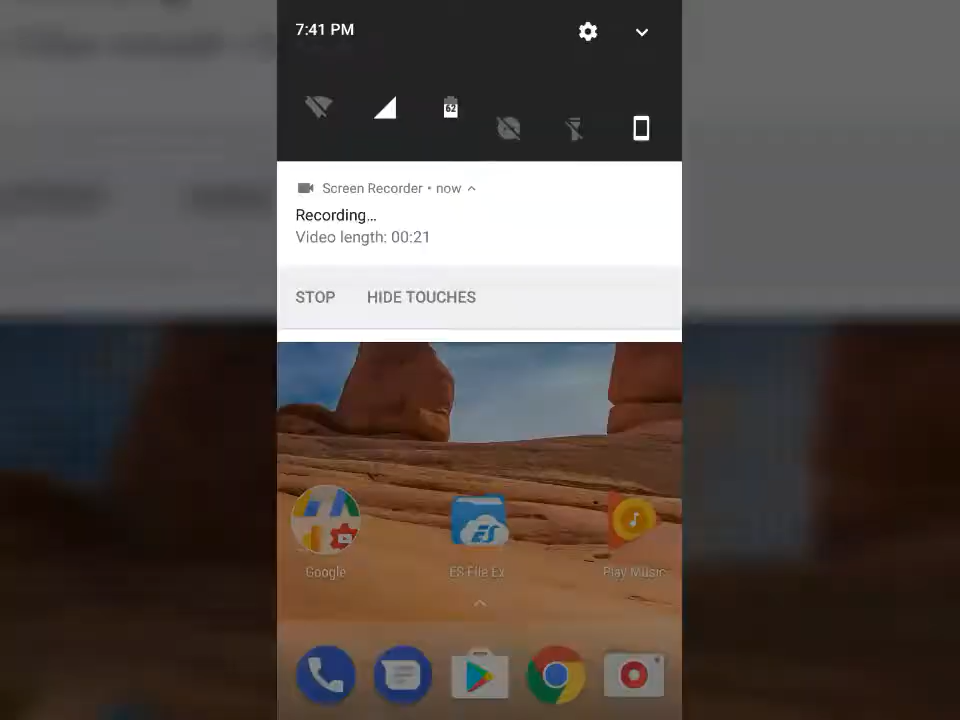 7:41 PM
62
Screen Recorder • now
Recording...
Video length: 00:21
STOP HIDE TOUCHES
Google ES File Ex Play Music